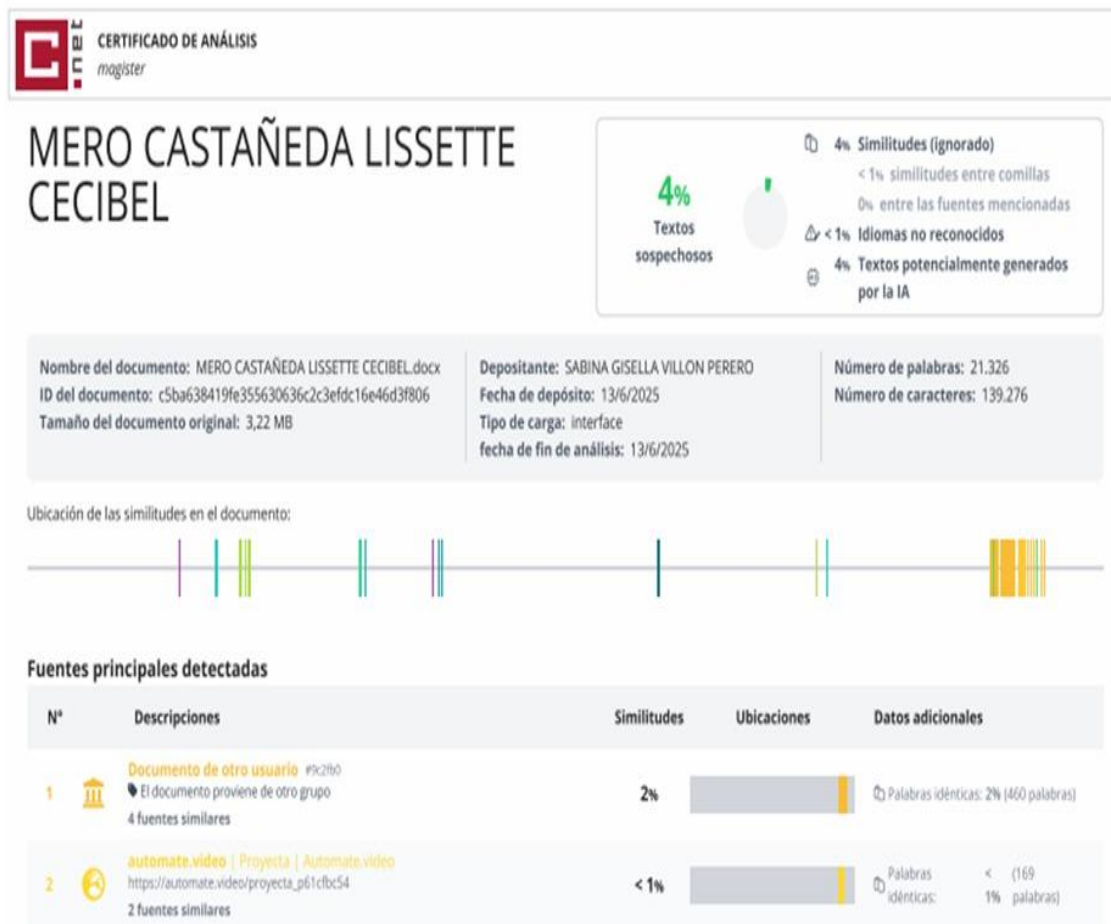 C
.net
CERTIFICADO DE ANÁLISIS
magister
MERO CASTAÑEDA LISSETTE
CECIBEL
4%
Textos
sospechosos
4% Similitudes (ignorado)
< 1% similitudes entre comillas
0% entre las fuentes mencionadas
< 1% Idiomas no reconocidos
4% Textos potencialmente generados
por la IA
Nombre del documento: MERO CASTAÑEDA LISSETTE CECIBEL.docx
ID del documento: c5ba638419fe355630636c2c3efdc16e46d3f806
Tamaño del documento original: 3,22 MB
Depositante: SABINA GISELLA VILLON PERERO
Fecha de depósito: 13/6/2025
Tipo de carga: interface
fecha de fin de análisis: 13/6/2025
Número de palabras: 21.326
Número de caracteres: 139.276
Ubicación de las similitudes en el documento:
Fuentes principales detectadas
N° Descripciones Similitudes Ubicaciones Datos adicionales
1
Documento de otro usuario #9c2fb0
El documento proviene de otro grupo
4 fuentes similares
2%
Palabras idénticas: 2% (460 palabras)
2
automate.video | Proyecta | Automate.video
https://automate.video/proyecta_p61cfbc54
2 fuentes similares
< 1%
Palabras < (169
idénticas: 1% palabras)